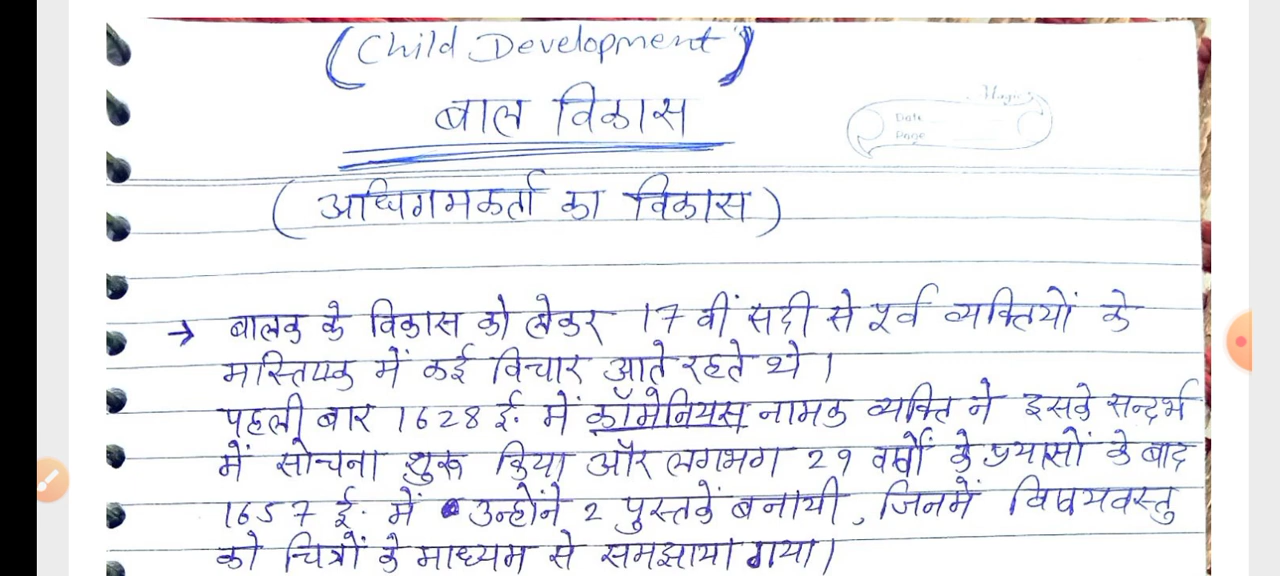 (Child Development)
बाल विकास
Date
Page
(अधिगमकर्ता का विकास)
→ बालक के विकास को लेकर 17 वीं सदी से पूर्व व्यक्तियों के
मस्तिष्क में कई विचार आते रहते थे।
पहली बार 1628 ई. में कॉमेनियस नामक व्यक्ति ने इसके सन्दर्भ
में सोचना शुरू किया और लगभग 29 वर्षों के प्रयासों के बाद
1657 ई. में उन्होंने 2 पुस्तकें बनायी, जिनमें विषयवस्तु
को चित्रों के माध्यम से समझाया गया।